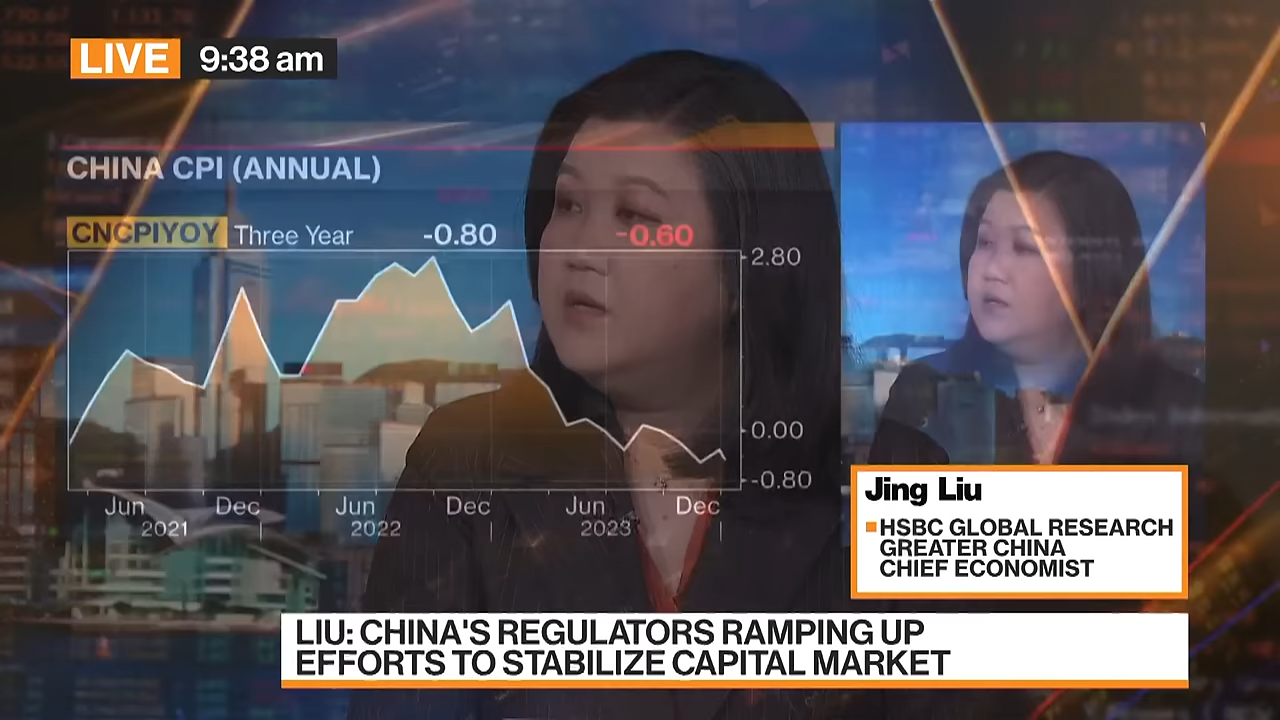 LIVE 9:38 am
CHINA CPI (ANNUAL)
CNCPIYOY Three Year -0.80 -0.60
2.80
0.00
-0.80
Jun Dec Jun Dec Jun Dec
2021 2022 2023
Jing Liu
HSBC GLOBAL RESEARCH
GREATER CHINA
CHIEF ECONOMIST
LIU: CHINA'S REGULATORS RAMPING UP
EFFORTS TO STABILIZE CAPITAL MARKET